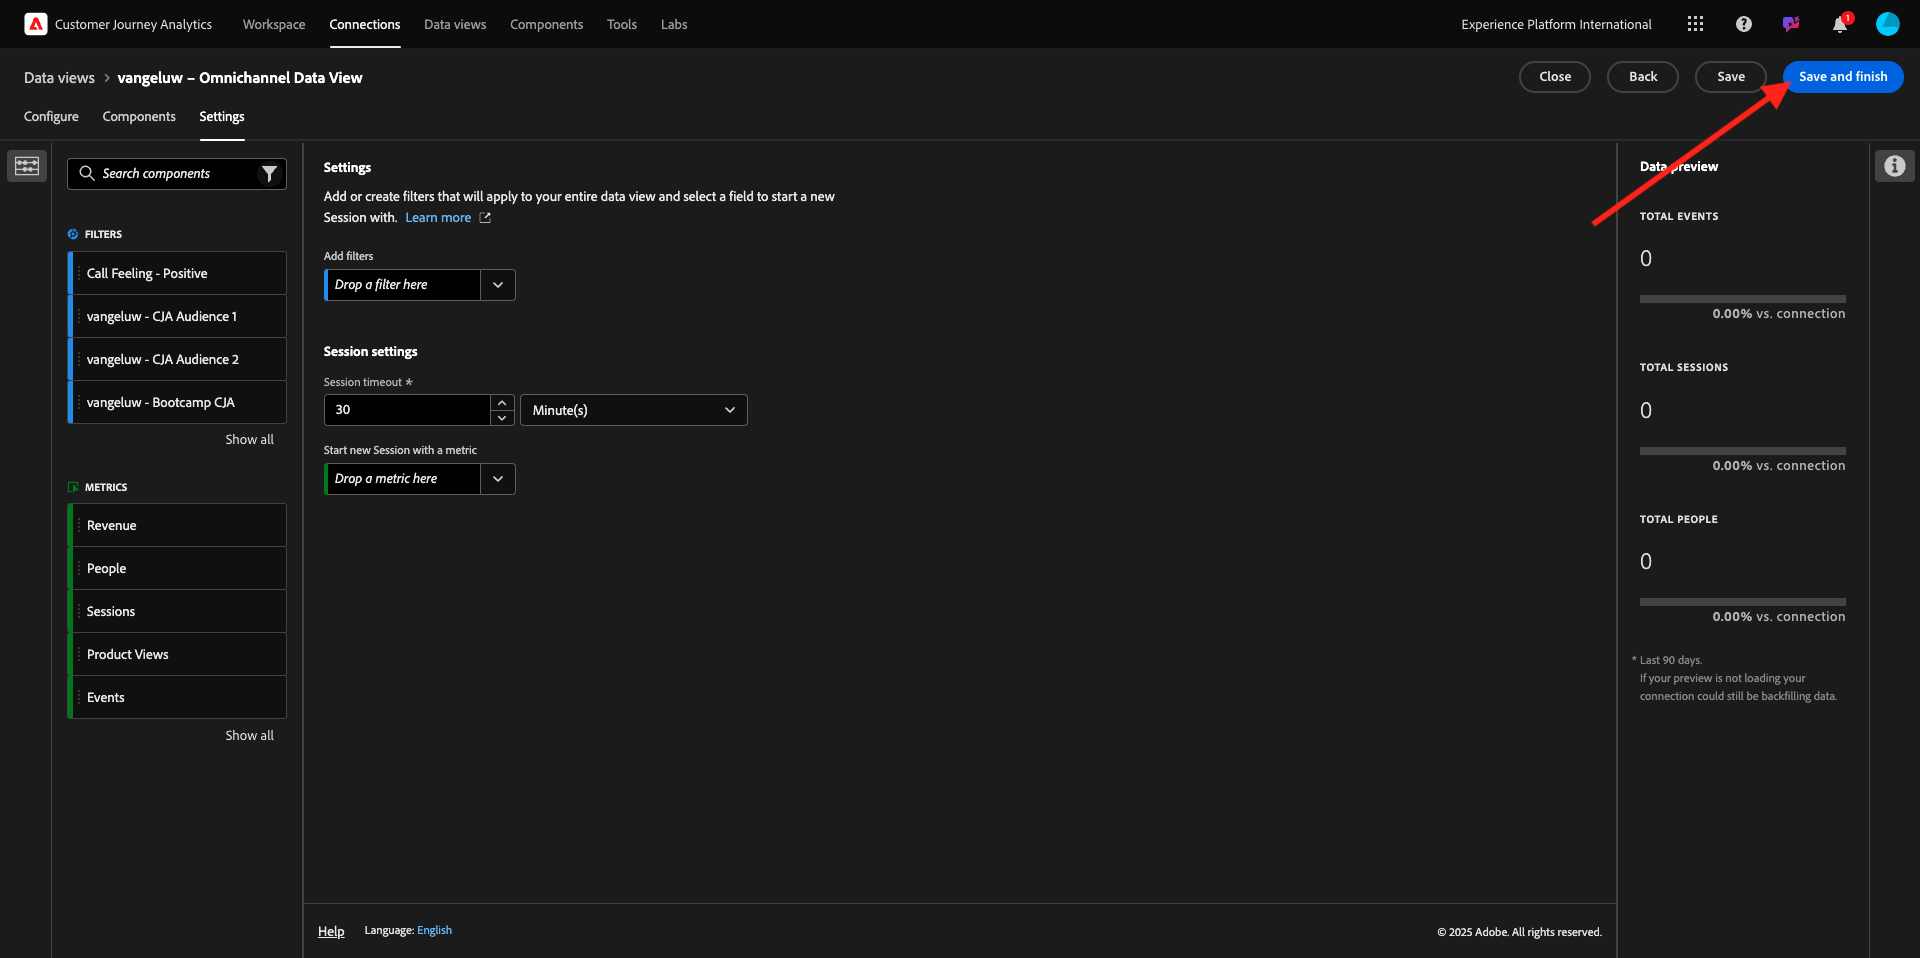 Customer Journey Analytics
Workspace
Connections
Data views
Components
Tools
Labs
Experience Platform International
1
Data views > vangeluw – Omnichannel Data View
Close
Back
Save
Save and finish
Configure
Components
Settings
Search components
FILTERS
Call Feeling - Positive
vangeluw - CJA Audience 1
vangeluw - CJA Audience 2
vangeluw - Bootcamp CJA
Show all
METRICS
Revenue
People
Sessions
Product Views
Events
Show all
Settings
Add or create filters that will apply to your entire data view and select a field to start a new
Session with. Learn more
Add filters
Drop a filter here
Session settings
Session timeout *
30
Minute(s)
Start new Session with a metric
Drop a metric here
Data preview
TOTAL EVENTS
0
0.00% vs. connection
TOTAL SESSIONS
0
0.00% vs. connection
TOTAL PEOPLE
0
0.00% vs. connection
* Last 90 days.
If your preview is not loading your
connection could still be backfilling data.
Help
Language: English
© 2025 Adobe. All rights reserved.